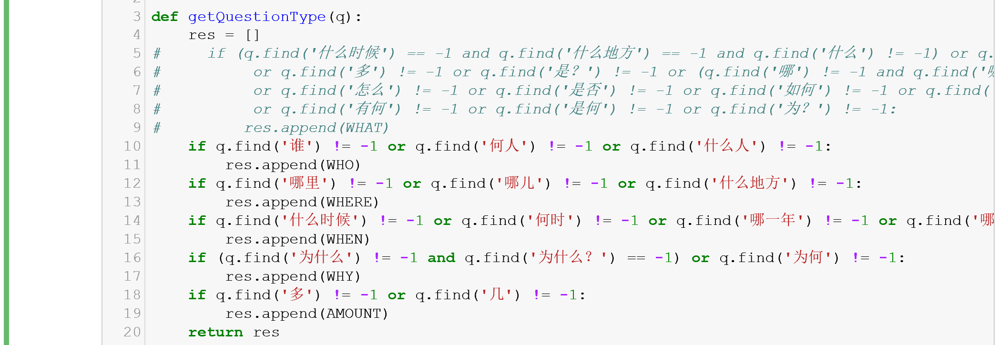 3 def getQuestionType(q):
4 res = []
5 # if (q.find('什么时候') == -1 and q.find('什么地方') == -1 and q.find('什么') != -1) or q.
6 # or q.find('多') != -1 or q.find('是？') != -1 or (q.find('哪') != -1 and q.find('
7 # or q.find('怎么') != -1 or q.find('是否') != -1 or q.find('如何') != -1 or q.find(
8 # or q.find('有何') != -1 or q.find('是何') != -1 or q.find('为？') != -1:
9 # res.append(WHAT)
10 if q.find('谁') != -1 or q.find('何人') != -1 or q.find('什么人') != -1:
11 res.append(WHO)
12 if q.find('哪里') != -1 or q.find('哪儿') != -1 or q.find('什么地方') != -1:
13 res.append(WHERE)
14 if q.find('什么时候') != -1 or q.find('何时') != -1 or q.find('哪一年') != -1 or q.find('哪
15 res.append(WHEN)
16 if (q.find('为什么') != -1 and q.find('为什么？') == -1) or q.find('为何') != -1:
17 res.append(WHY)
18 if q.find('多') != -1 or q.find('几') != -1:
19 res.append(AMOUNT)
20 return res